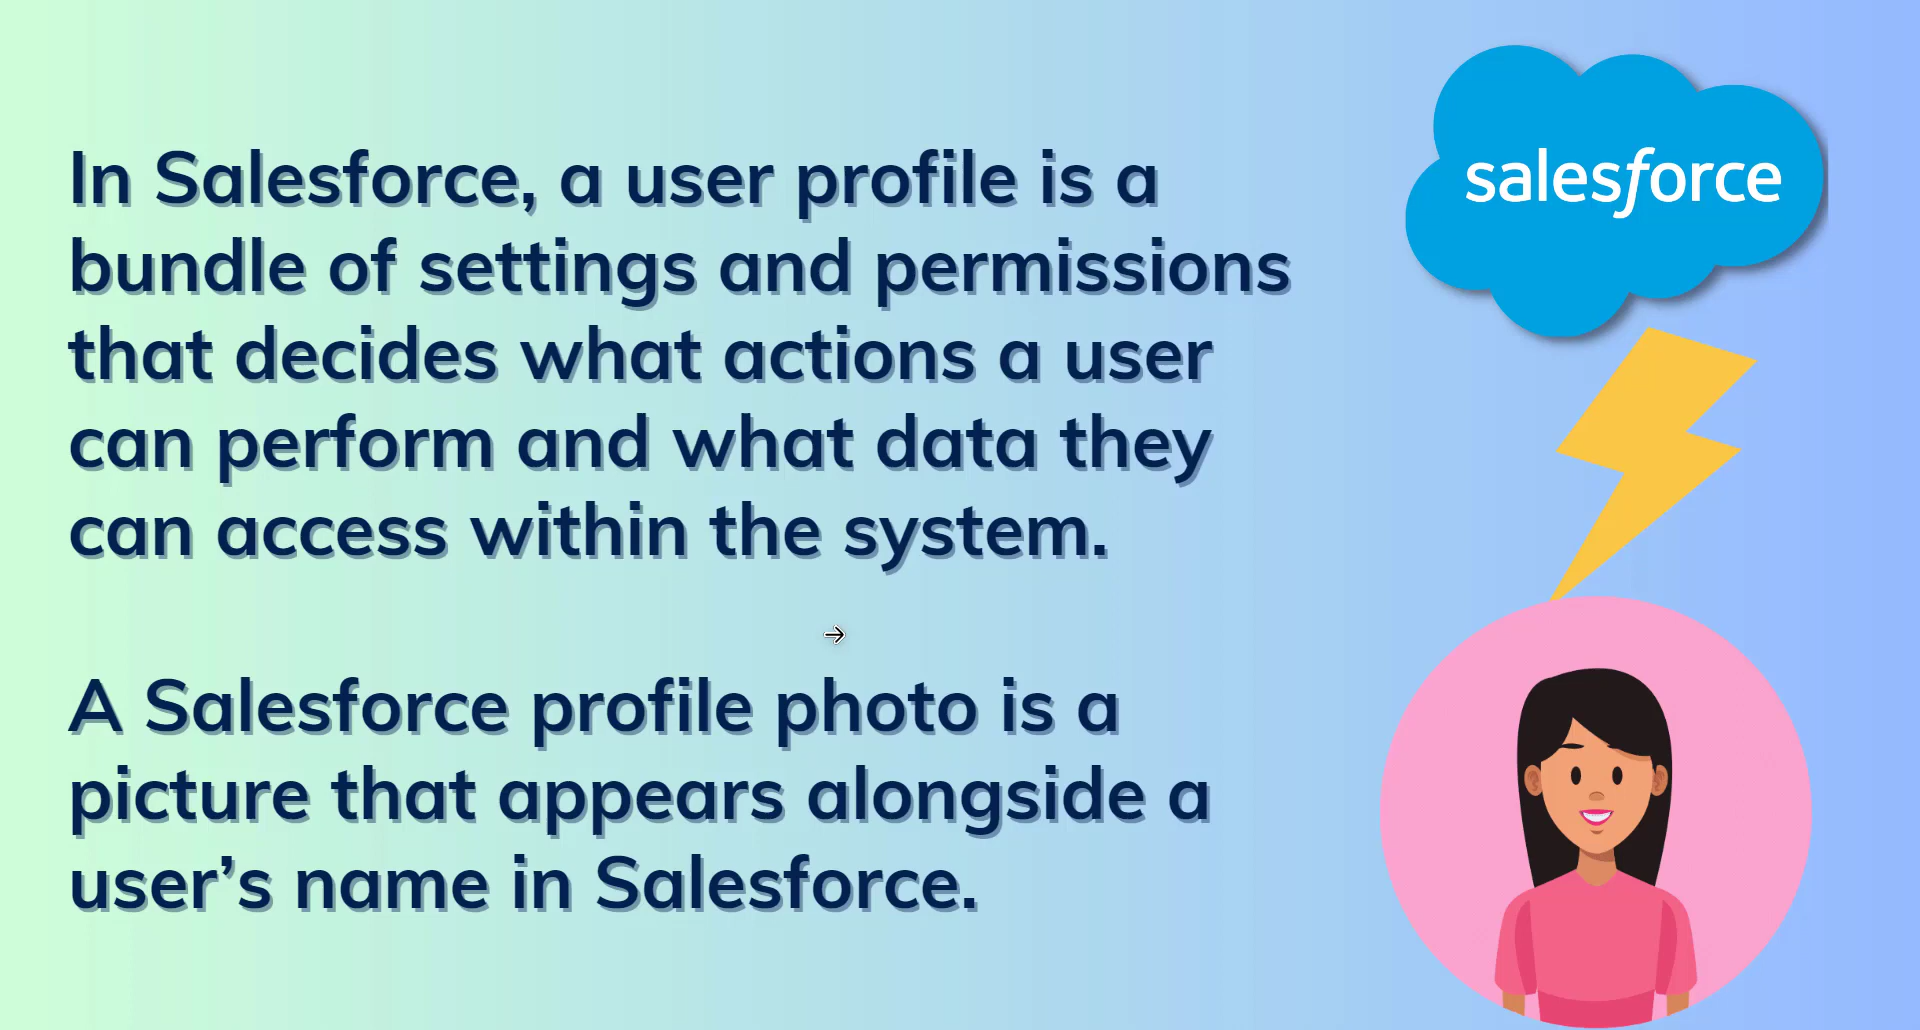 In Salesforce, a user profile is a
bundle of settings and permissions
that decides what actions a user
can perform and what data they
can access within the system.
A Salesforce profile photo is a
picture that appears alongside a
user’s name in Salesforce.
salesforce